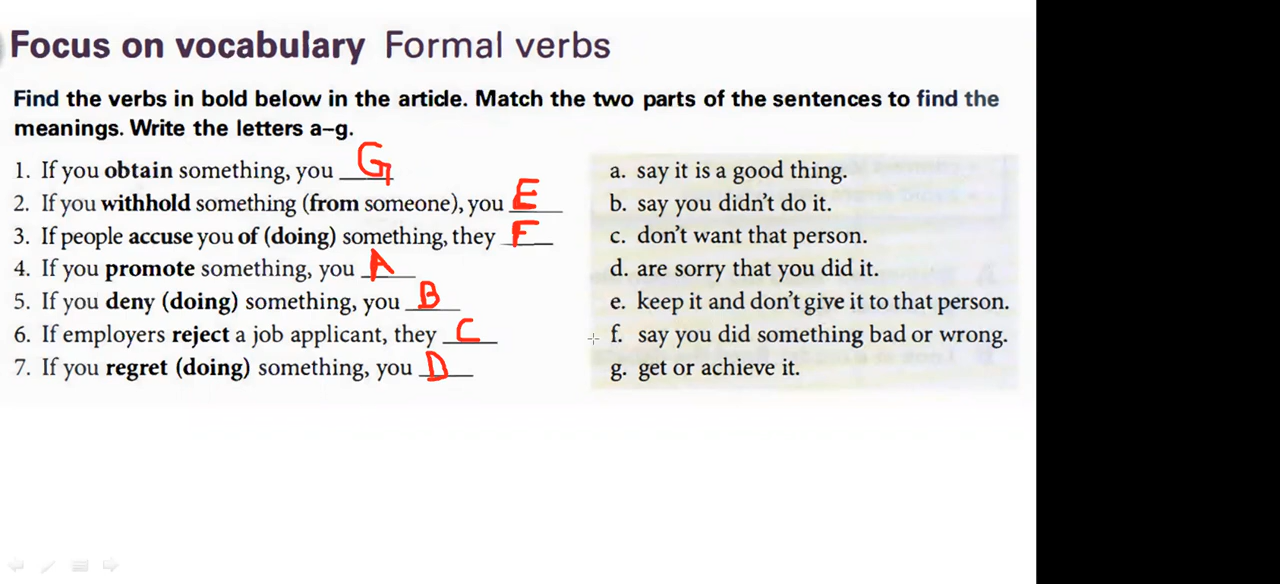 Focus on vocabulary Formal verbs
Find the verbs in bold below in the article. Match the two parts of the sentences to find the
meanings. Write the letters a–g.
1. If you obtain something, you G
2. If you withhold something (from someone), you E
3. If people accuse you of (doing) something, they F
4. If you promote something, you A
5. If you deny (doing) something, you B
6. If employers reject a job applicant, they C
7. If you regret (doing) something, you D
a. say it is a good thing.
b. say you didn't do it.
c. don't want that person.
d. are sorry that you did it.
e. keep it and don't give it to that person.
f. say you did something bad or wrong.
g. get or achieve it.